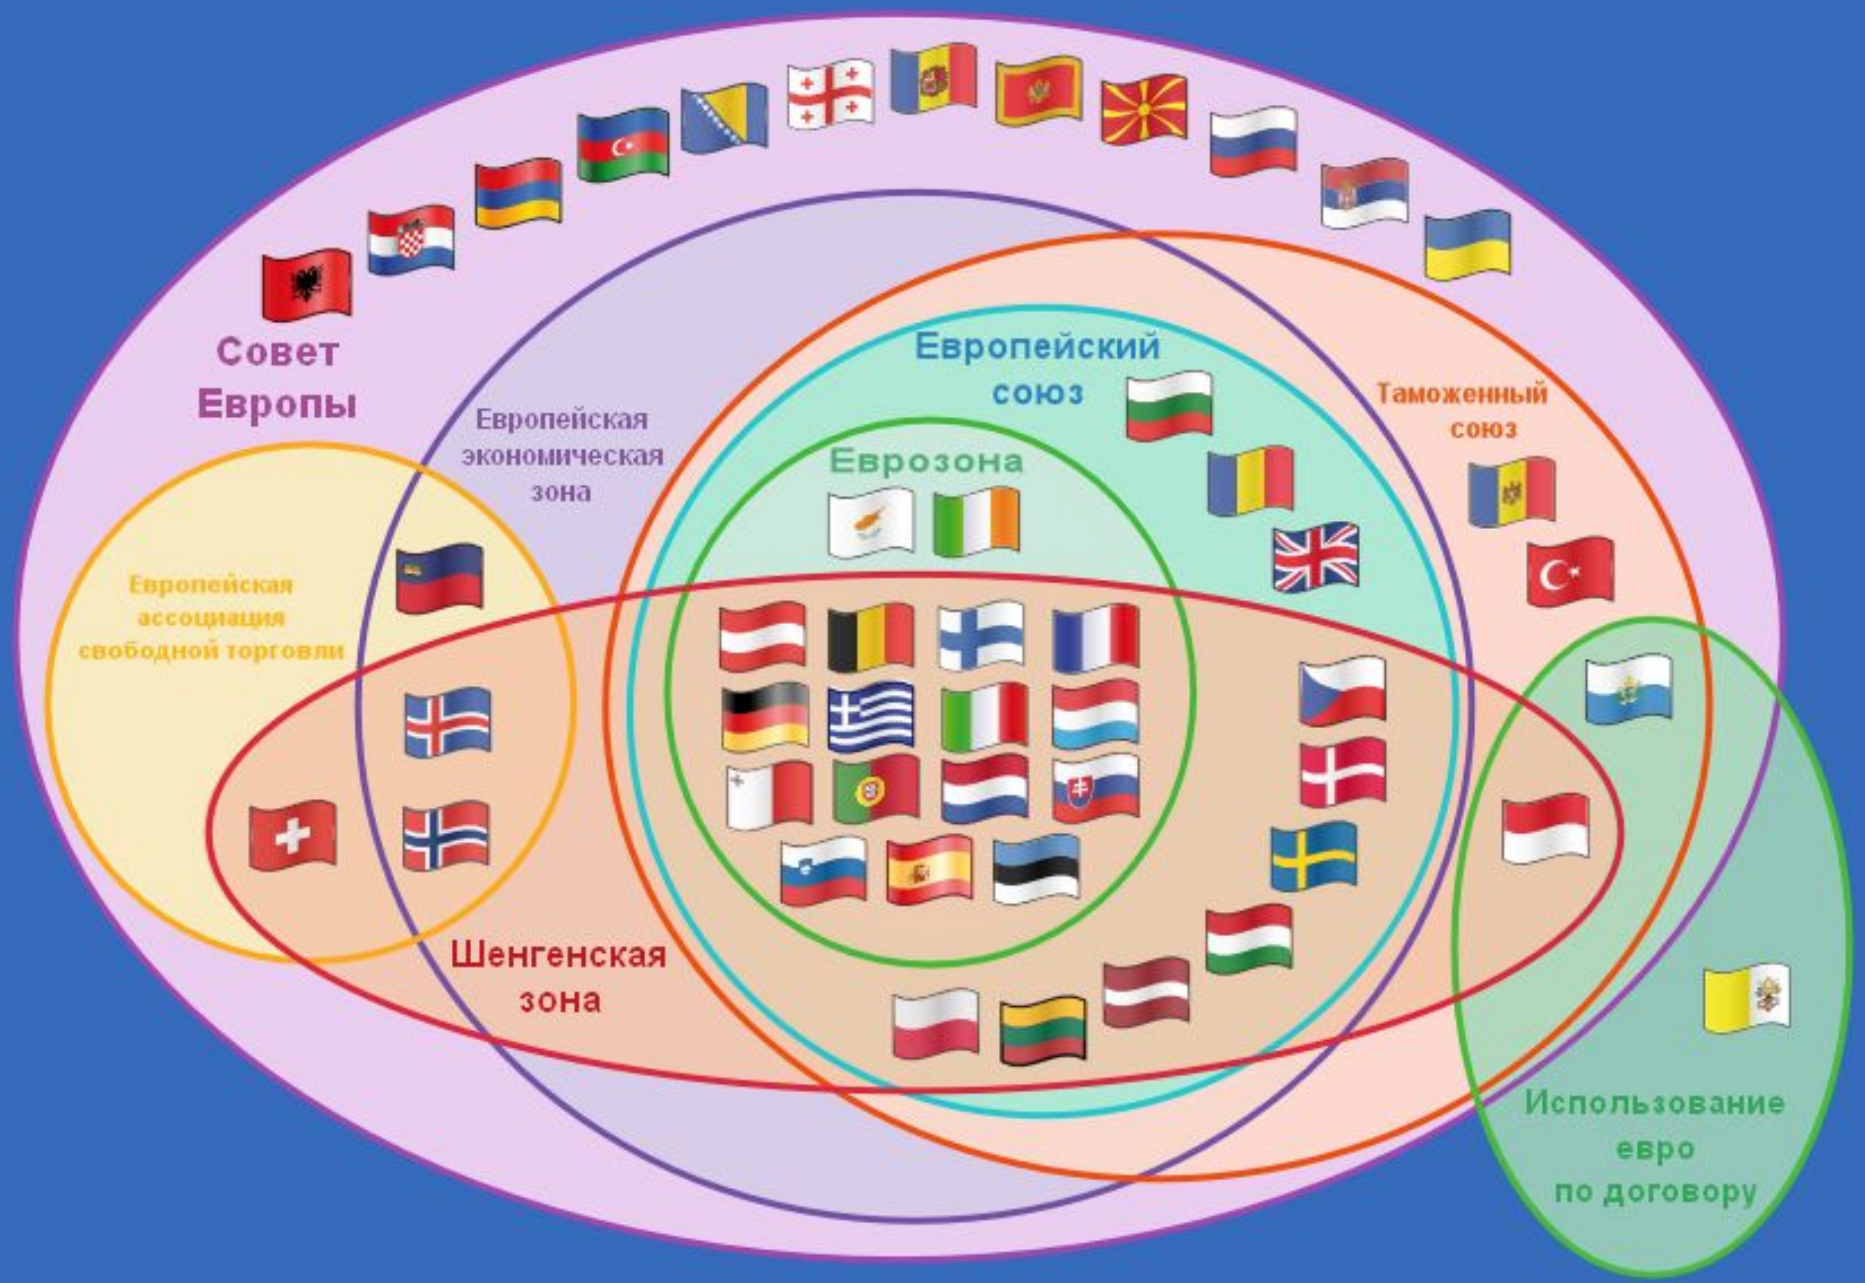 Совет
Европы
Европейская
экономическая
зона
Европейский
союз
Таможенный
союз
Еврозона
Европейская
ассоциация
свободной торговли
Шенгенская
зона
Использование
евро
по договору